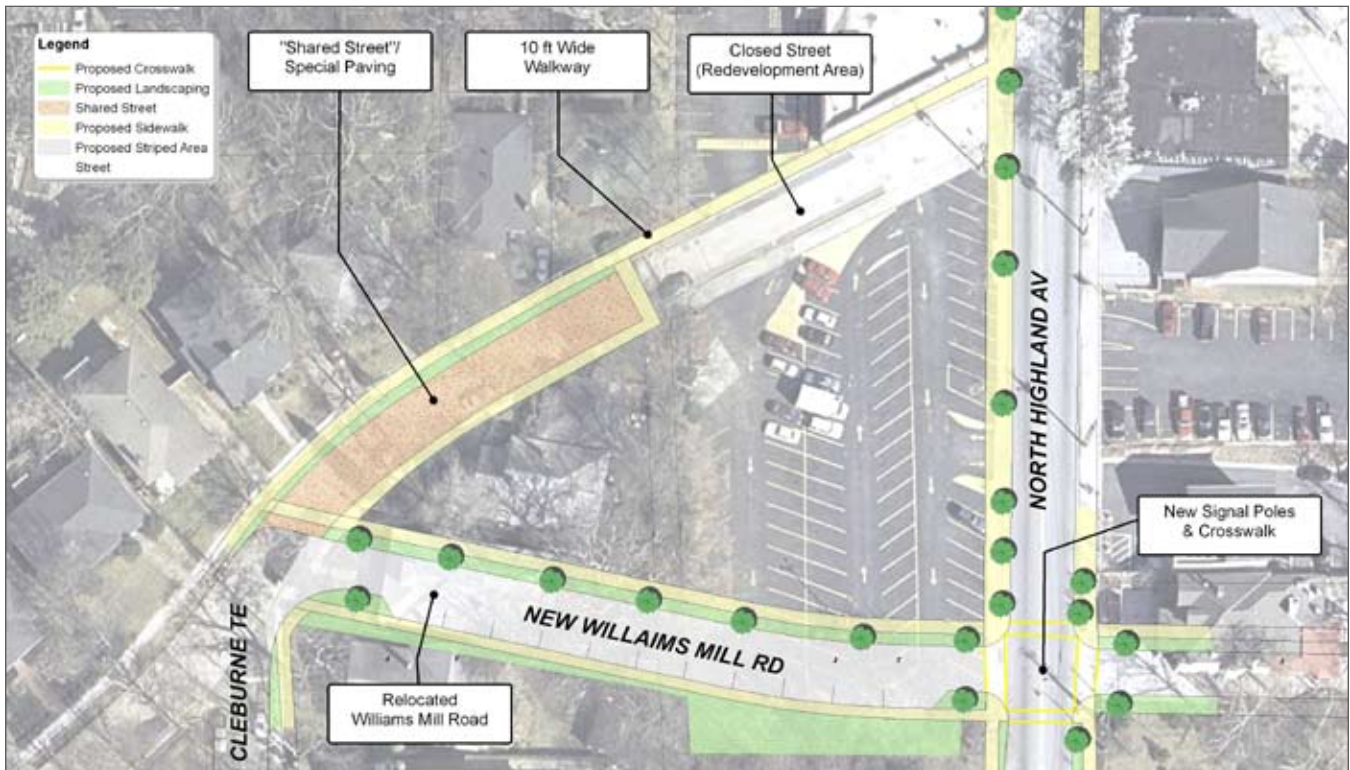 Legend
Proposed Crosswalk
Proposed Landscaping
Shared Street
Proposed Sidewalk
Proposed Striped Area
Street
"Shared Street"/
Special Paving
10 ft Wide
Walkway
Closed Street
(Redevelopment Area)
NORTH HIGHLAND AV
New Signal Poles
& Crosswalk
NEW WILLAIMS MILL RD
CLEBURNE TE
Relocated
Williams Mill Road